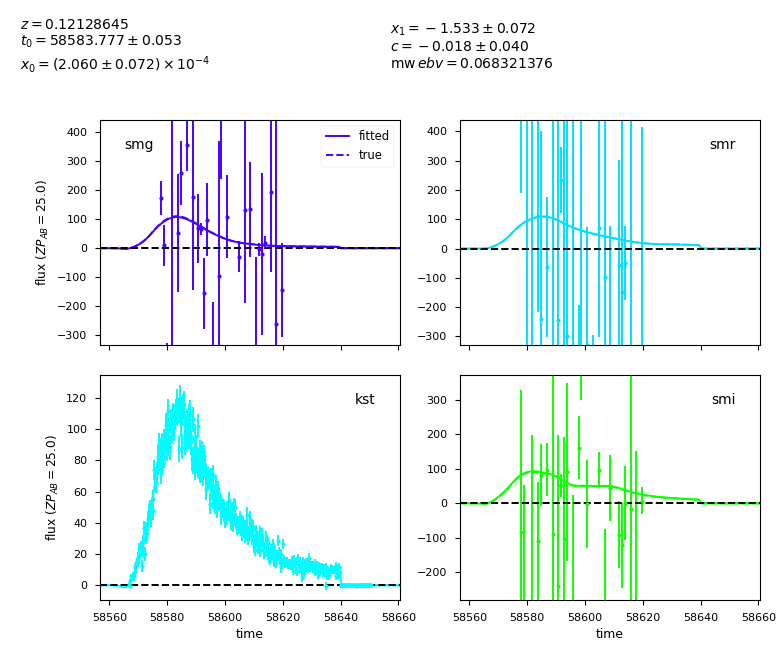 z = 0.12128645
t0 = 58583.777 ± 0.053
x0 = (2.060 ± 0.072) × 10^−4
x1 = −1.533 ± 0.072
c = −0.018 ± 0.040
mw ebv = 0.068321376
smg
fitted
true
400
300
200
100
0
−100
−200
−300
flux (ZP_AB = 25.0)
smr
400
300
200
100
0
−100
−200
−300
kst
120
100
80
60
40
20
0
flux (ZP_AB = 25.0)
58560 58580 58600 58620 58640 58660
time
smi
300
200
100
0
−100
−200
58560 58580 58600 58620 58640 58660
time